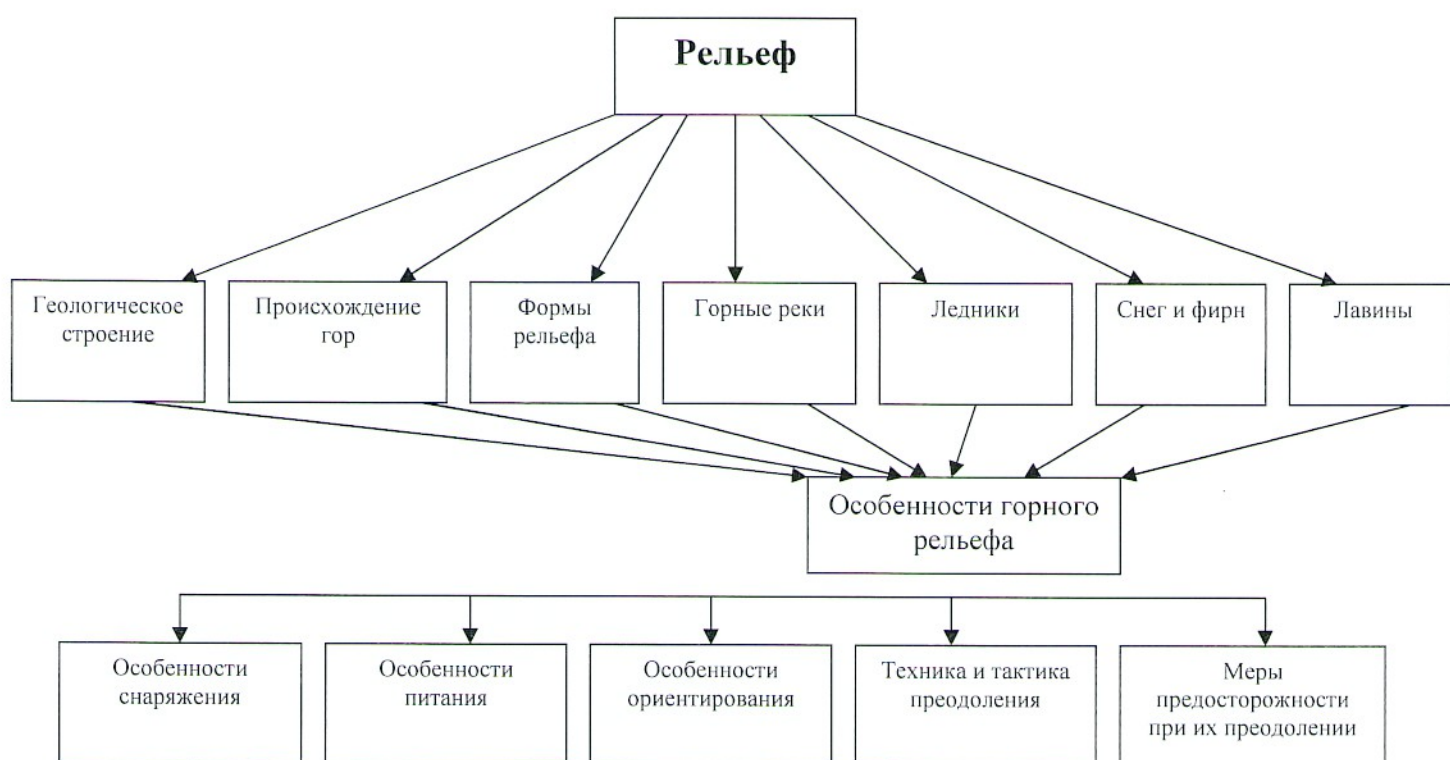 Рельеф
Геологическое
строение
Происхождение
гор
Формы
рельефа
Горные реки
Ледники
Снег и фирн
Лавины
Особенности горного
рельефа
Особенности
снаряжения
Особенности
питания
Особенности
ориентирования
Техника и тактика
преодоления
Меры
предосторожности
при их преодолении